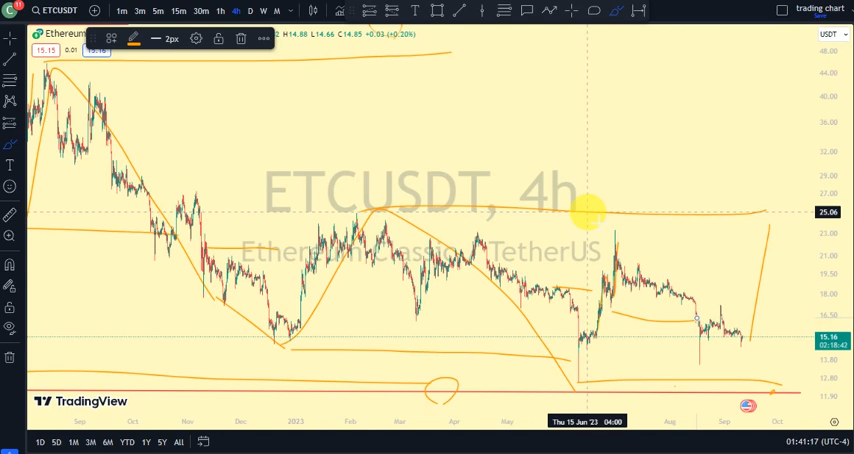 C 11 ETCUSDT 1m 3m 5m 15m 30m 1h 4h D W M trading chart
Save
Ethereum 2 H14.88 L14.66 C14.85 +0.03 (+0.20%) USDT
15.15 0.01 15.16 2px
48.00
44.00
40.00
36.00
32.00
29.00
27.00
25.06
23.00
21.00
19.50
18.00
16.50
15.16
02:18:42
13.80
12.80
11.90
ETCUSDT, 4h
Ethereum Classic / TetherUS
TradingView
Sep Oct Nov Dec 2023 Feb Mar Apr May Thu 15 Jun '23 04:00 Aug Sep Oct
1D 5D 1M 3M 6M YTD 1Y 5Y All 01:41:17 (UTC-4)